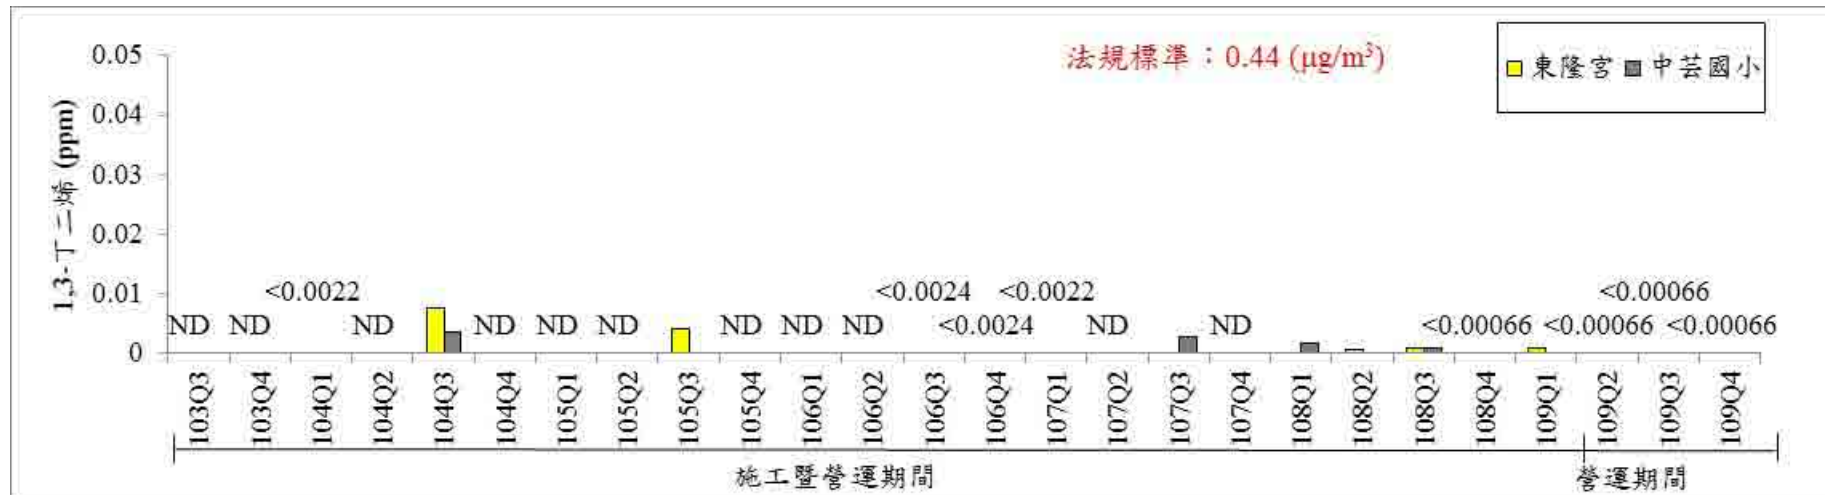 法規標準：0.44 (μg/m³)
東隆宮 中芸國小
1,3-丁二烯 (ppm)
0.05
0.04
0.03
0.02
0.01
0
<0.0022 <0.0024 <0.0022 <0.00066
ND ND ND ND ND ND ND ND ND <0.0024 ND ND <0.00066 <0.00066 <0.00066
103Q3 103Q4 104Q1 104Q2 104Q3 104Q4 105Q1 105Q2 105Q3 105Q4 106Q1 106Q2 106Q3 106Q4 107Q1 107Q2 107Q3 107Q4 108Q1 108Q2 108Q3 108Q4 109Q1 109Q2 109Q3 109Q4
施工暨營運期間 營運期間